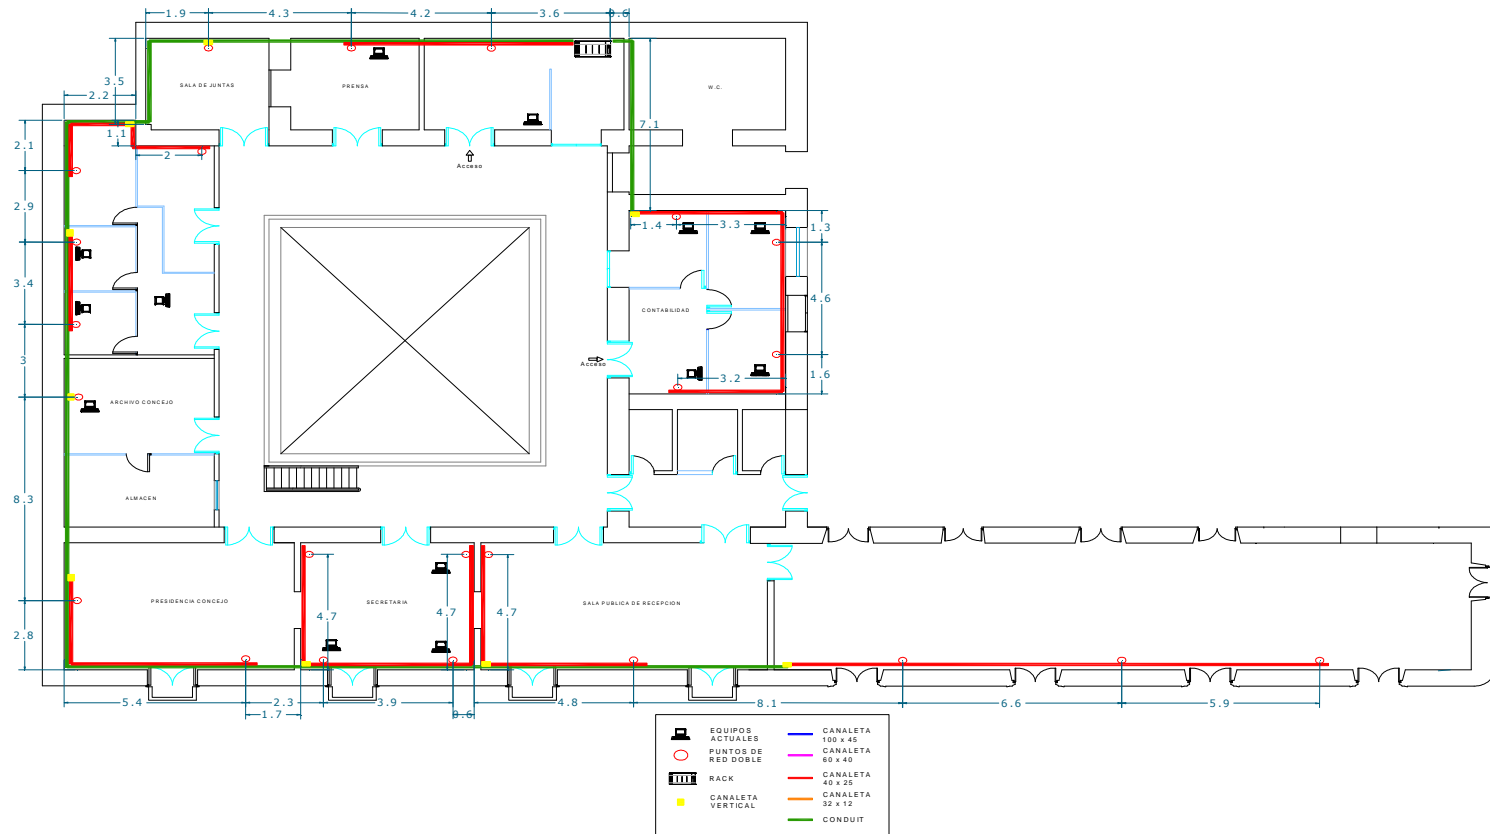 1.9
4.3
4.2
3.6
0.6
3.5
SALA DE JUNTAS
PRENSA
W.C.
2.2
7.1
1.1
2.1
2
Acceso
2.9
1.4
3.3
1.3
3.4
4.6
CONTABILIDAD
3
Acceso
3.2
1.6
ARCHIVO CONCEJO
8.3
ALMACEN
PRESIDENCIA CONCEJO
SECRETARIA
SALA PUBLICA DE RECEPCION
4.7
4.7
4.7
2.8
5.4
2.3
3.9
4.8
8.1
6.6
5.9
1.7
0.6
EQUIPOS
ACTUALES
PUNTOS DE
RED DOBLE
RACK
CANALETA
VERTICAL
CANALETA
100 x 45
CANALETA
60 x 40
CANALETA
40 x 25
CANALETA
32 x 12
CONDUIT